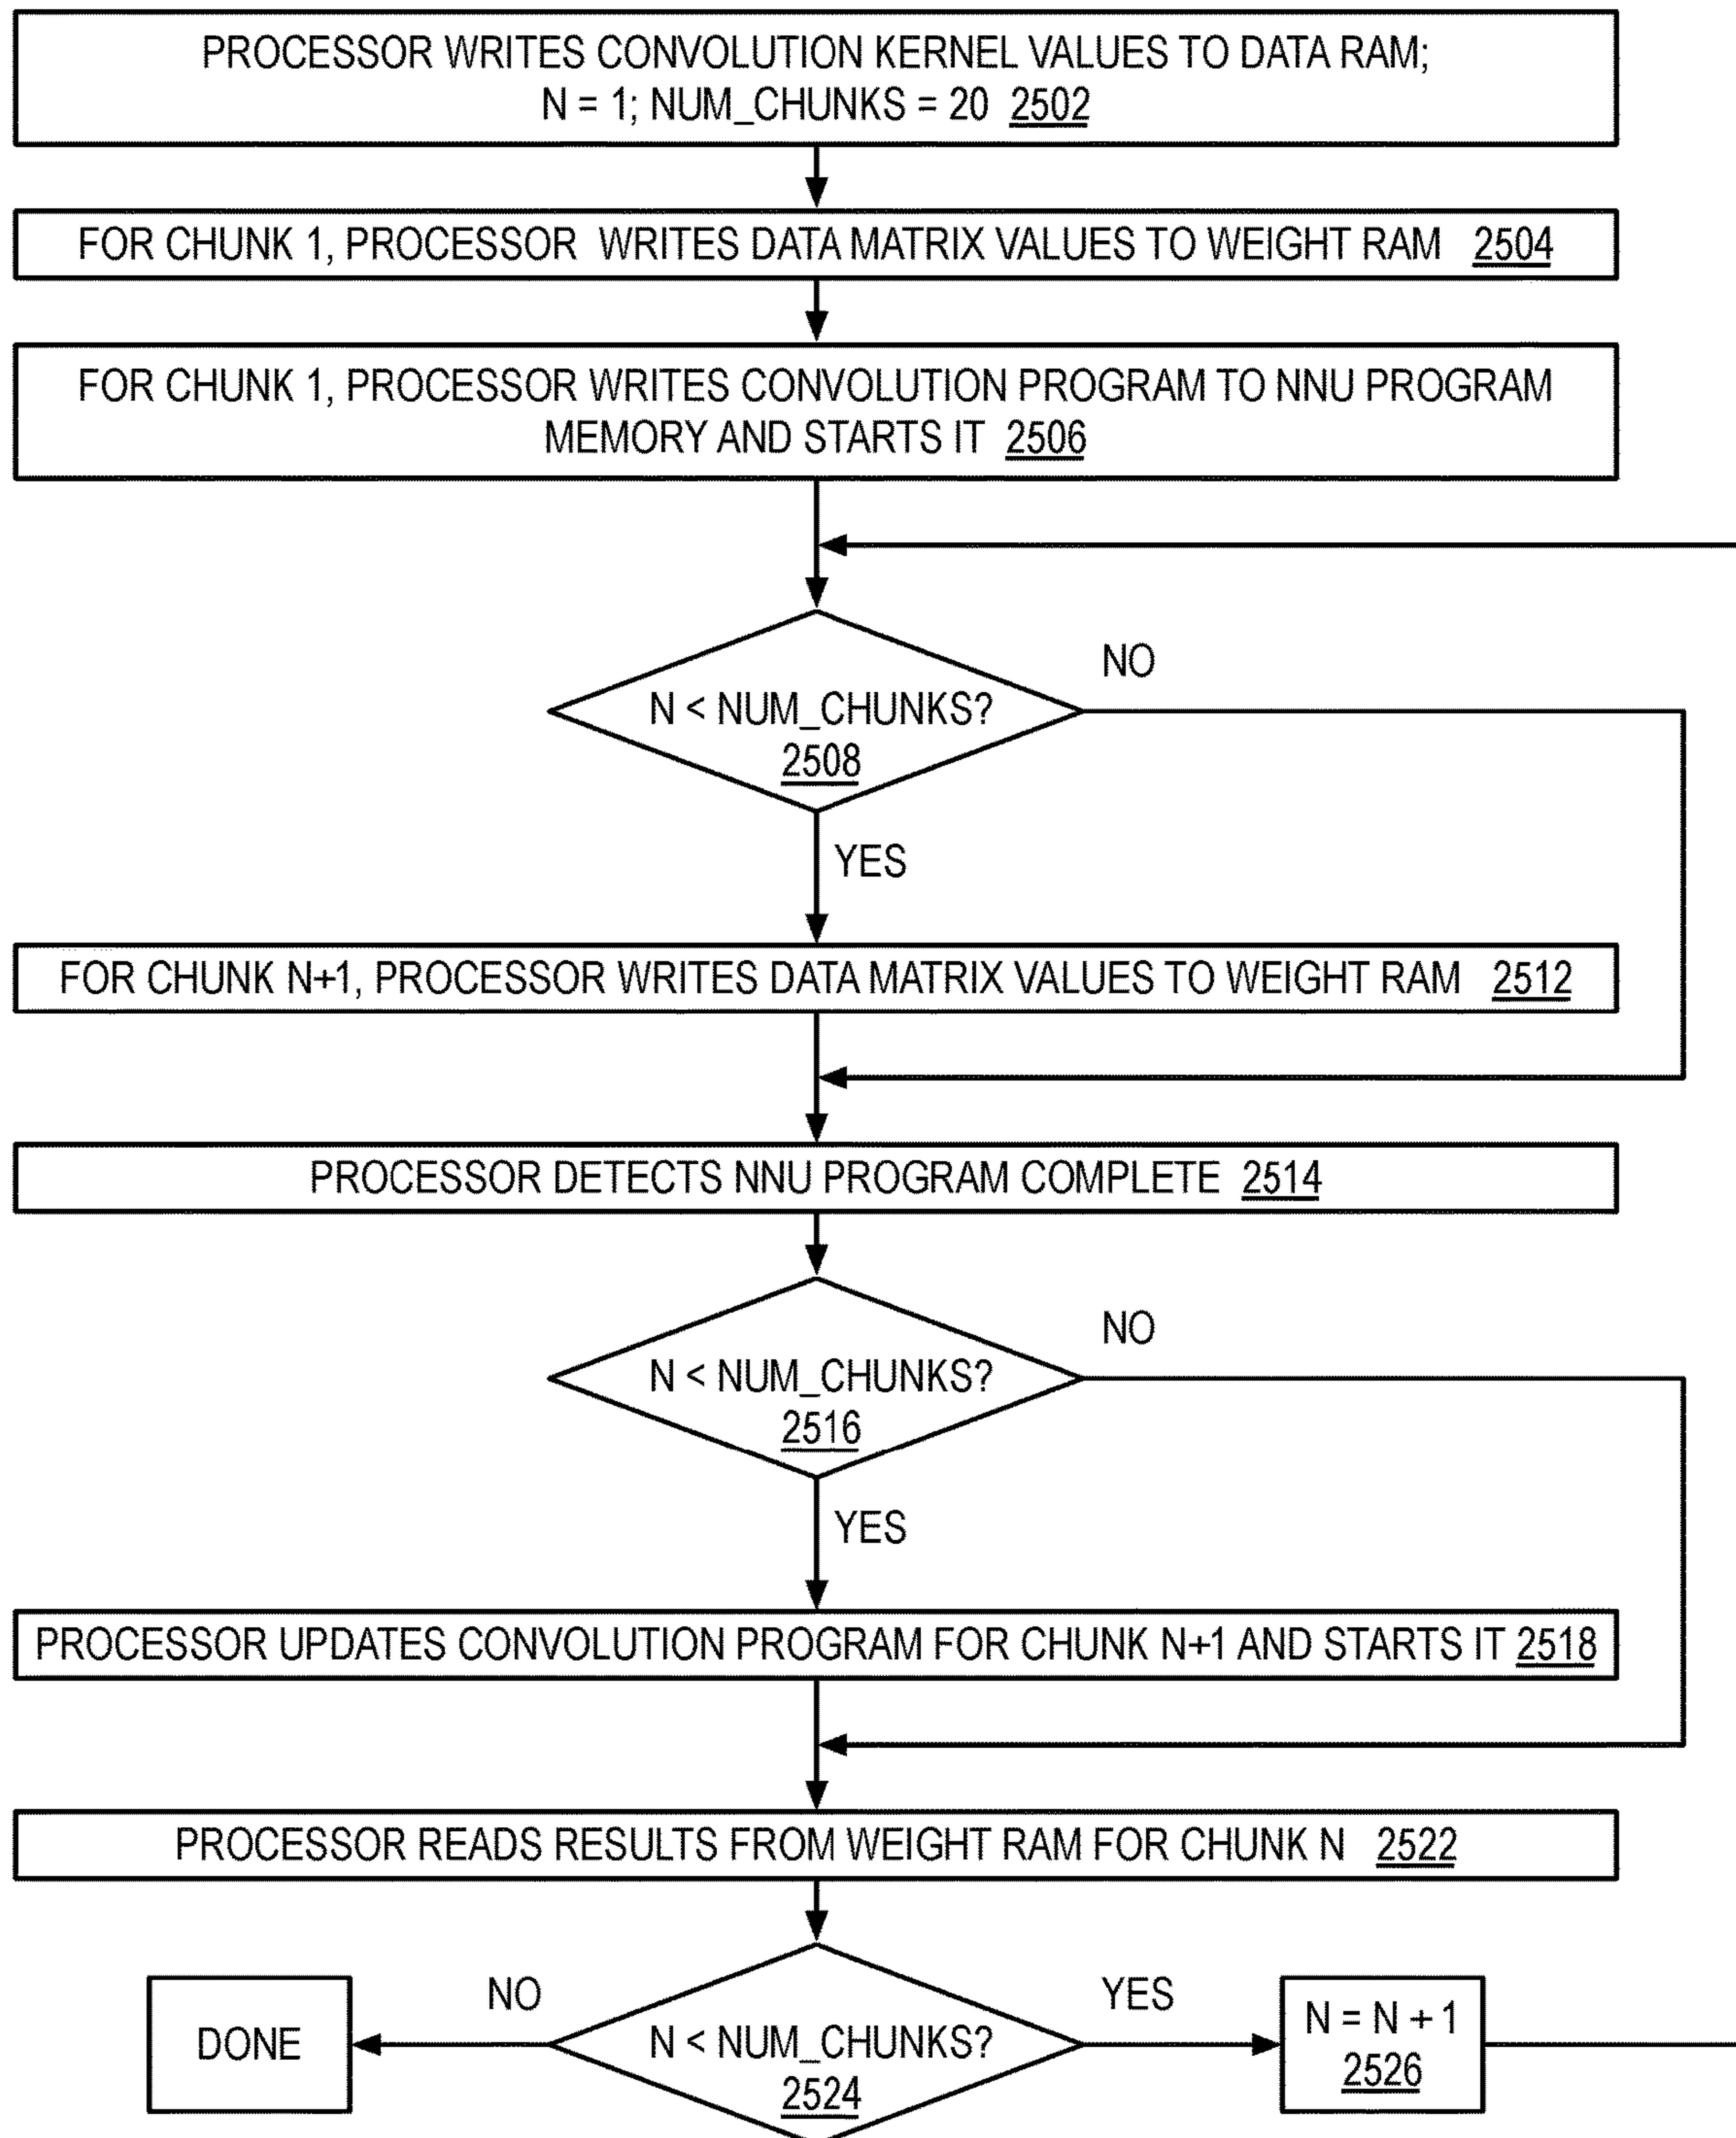 PROCESSOR WRITES CONVOLUTION KERNEL VALUES TO DATA RAM;
N = 1; NUM_CHUNKS = 20 2502
FOR CHUNK 1, PROCESSOR WRITES DATA MATRIX VALUES TO WEIGHT RAM 2504
FOR CHUNK 1, PROCESSOR WRITES CONVOLUTION PROGRAM TO NNU PROGRAM
MEMORY AND STARTS IT 2506
NO
N < NUM_CHUNKS?
2508
YES
FOR CHUNK N+1, PROCESSOR WRITES DATA MATRIX VALUES TO WEIGHT RAM 2512
PROCESSOR DETECTS NNU PROGRAM COMPLETE 2514
NO
N < NUM_CHUNKS?
2516
YES
PROCESSOR UPDATES CONVOLUTION PROGRAM FOR CHUNK N+1 AND STARTS IT 2518
PROCESSOR READS RESULTS FROM WEIGHT RAM FOR CHUNK N 2522
NO
YES
DONE
N < NUM_CHUNKS?
2524
N = N + 1
2526